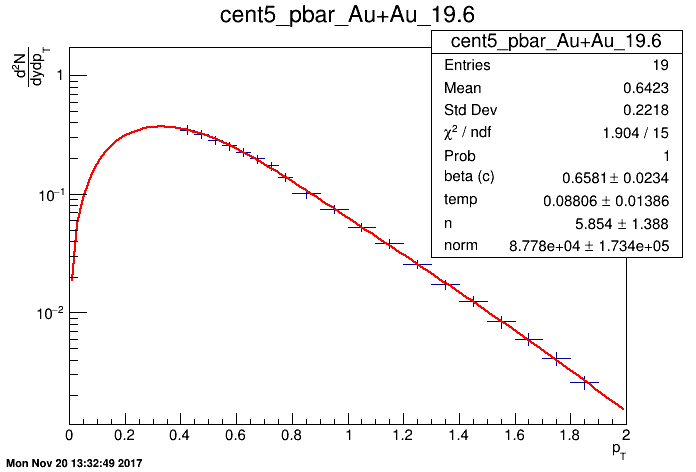 cent5_pbar_Au+Au_19.6
d²N
dydp_T
cent5_pbar_Au+Au_19.6
Entries 19
Mean 0.6423
Std Dev 0.2218
χ² / ndf 1.904 / 15
Prob 1
beta (c) 0.6581 ± 0.0234
temp 0.08806 ± 0.01386
n 5.854 ± 1.388
norm 8.778e+04 ± 1.734e+05
1
10⁻¹
10⁻²
0 0.2 0.4 0.6 0.8 1 1.2 1.4 1.6 1.8 2
p_T
Mon Nov 20 13:32:49 2017